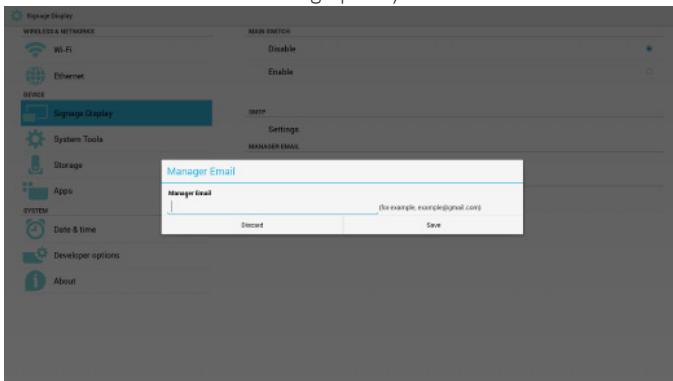 Signage Display
WIRELESS & NETWORKS
Wi-Fi
Ethernet
DEVICE
Signage Display
System Tools
Storage
Apps
SYSTEM
Date & time
Developer options
About
MAIN SWITCH
Disable
Enable
SMTP
Settings
MANAGER EMAIL
Manager Email
Manager Email
(for example, example@gmail.com)
Discard Save